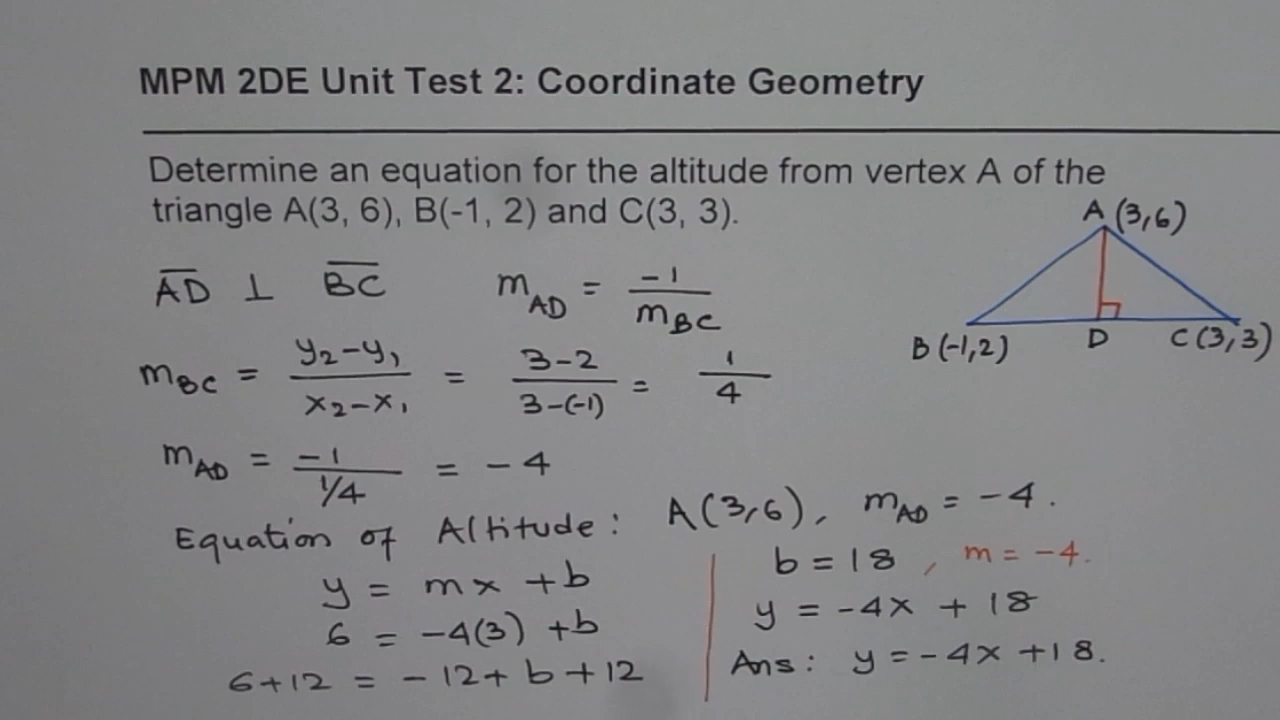 MPM 2DE Unit Test 2: Coordinate Geometry
Determine an equation for the altitude from vertex A of the
triangle A(3, 6), B(-1, 2) and C(3, 3).
A (3,6)
B (-1,2)
D
C (3,3)
A̅D̅ ⊥ B̅C̅ m_AD = -1/m_BC
m_BC = (y₂-y₁)/(x₂-x₁) = (3-2)/(3-(-1)) = 1/4
m_AD = -1/(1/4) = -4
Equation of Altitude: A(3,6), m_AD = -4.
y = mx + b
6 = -4(3) + b
6+12 = -12 + b + 12
b = 18, m = -4.
y = -4x + 18
Ans: y = -4x + 18.